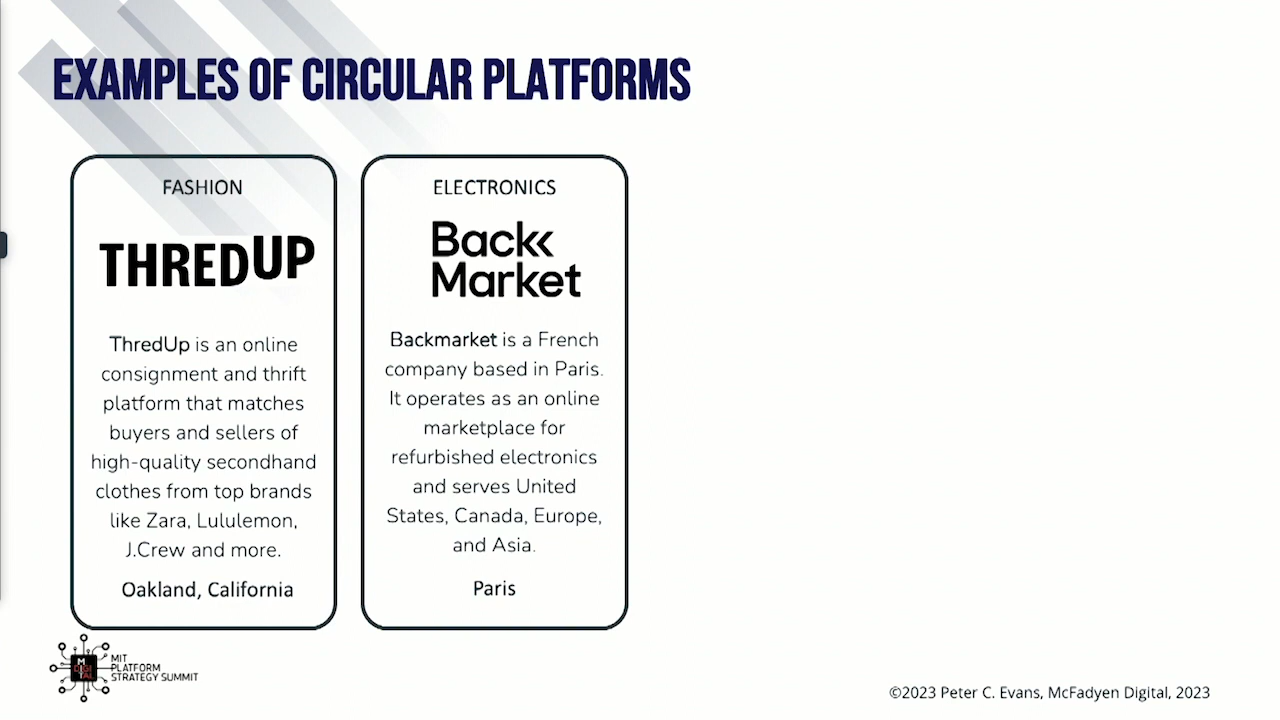 EXAMPLES OF CIRCULAR PLATFORMS
FASHION
THREDUP
ThredUp is an online
consignment and thrift
platform that matches
buyers and sellers of
high-quality secondhand
clothes from top brands
like Zara, Lululemon,
J.Crew and more.
Oakland, California
ELECTRONICS
Back
Market
Backmarket is a French
company based in Paris.
It operates as an online
marketplace for
refurbished electronics
and serves United
States, Canada, Europe,
and Asia.
Paris
MIT
DIGI
TAL
MIT
PLATFORM
STRATEGY SUMMIT
©2023 Peter C. Evans, McFadyen Digital, 2023